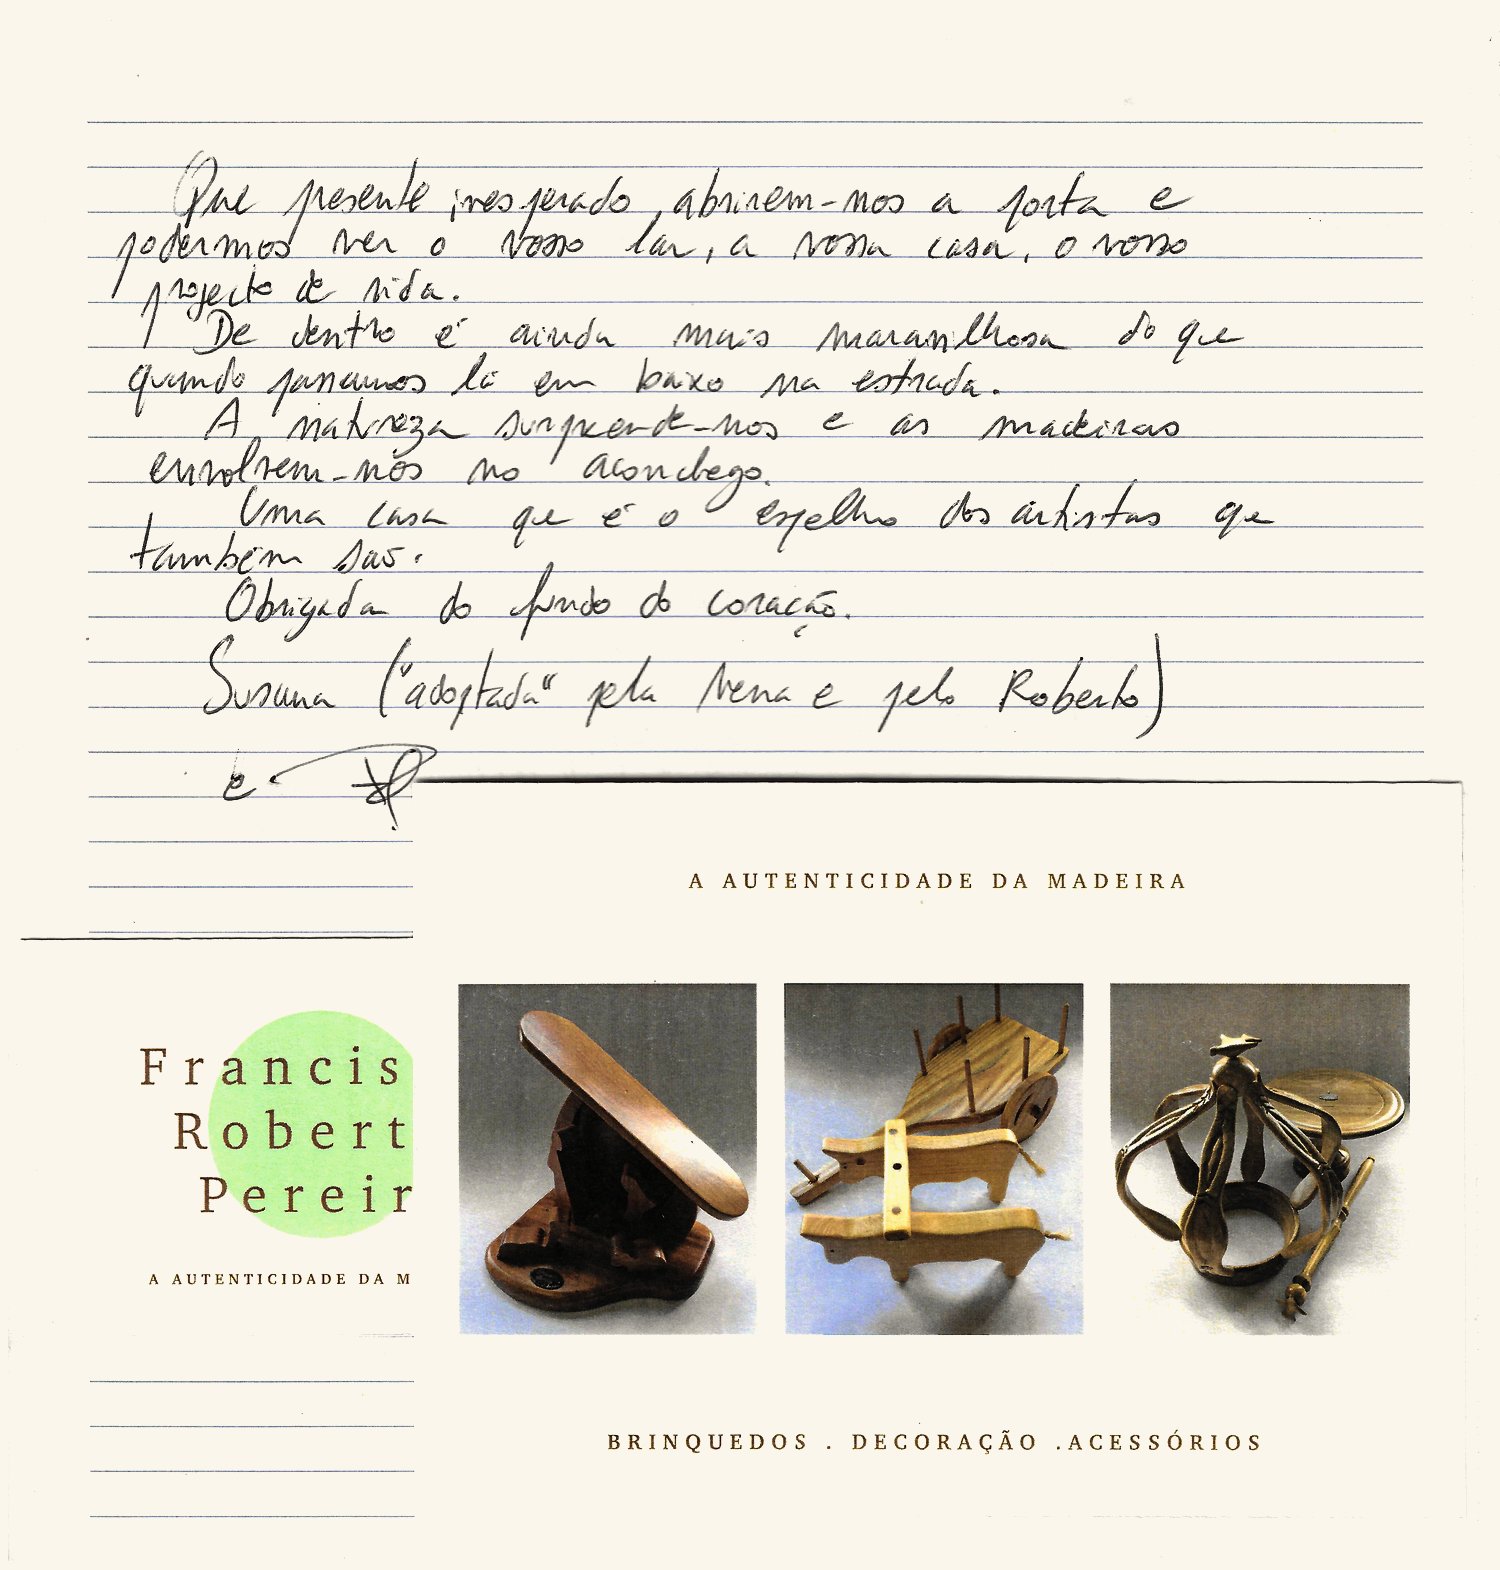 Que presente inesperado, abrirem-nos a porta e
podermos ver o vosso lar, a vossa casa, o vosso
projecto de vida.
De dentro é ainda mais maravilhosa do que
quando passamos lá em baixo na estrada.
A natureza surpreende-nos e as madeiras
envolvem-nos no aconchego.
Uma casa que é o espelho dos artistas que
também são.
Obrigada do fundo do coração.
Susana ("adoptada" pela Nena e pelo Roberto)
e
A AUTENTICIDADE DA MADEIRA
Francis
Robert
Pereir
A AUTENTICIDADE DA M
BRINQUEDOS . DECORAÇÃO .ACESSÓRIOS